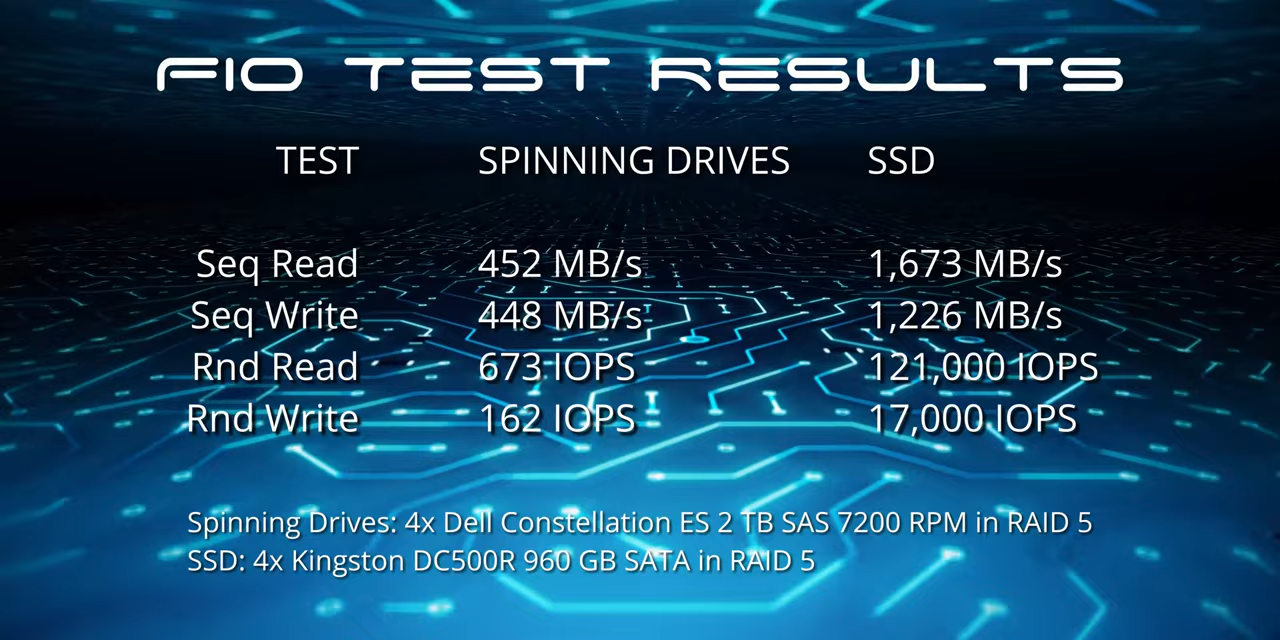 FIO TEST RESULTS
TEST SPINNING DRIVES SSD
Seq Read 452 MB/s 1,673 MB/s
Seq Write 448 MB/s 1,226 MB/s
Rnd Read 673 IOPS 121,000 IOPS
Rnd Write 162 IOPS 17,000 IOPS
Spinning Drives: 4x Dell Constellation ES 2 TB SAS 7200 RPM in RAID 5
SSD: 4x Kingston DC500R 960 GB SATA in RAID 5